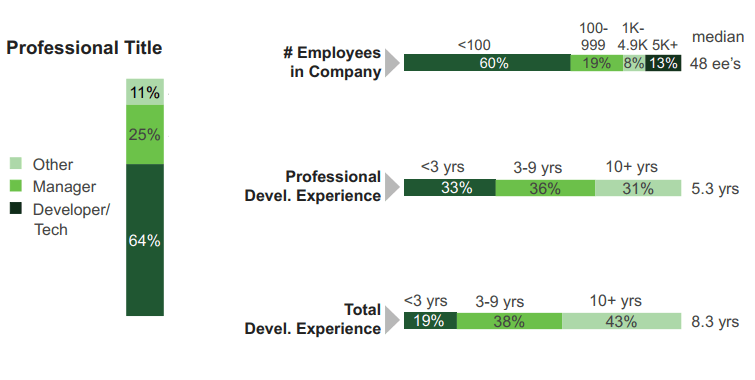 Professional Title
11%
25%
64%
Other
Manager
Developer/
Tech
# Employees
in Company
<100
100-
999
1K-
4.9K
5K+
median
60%
19%
8%
13%
48 ee's
Professional
Devel. Experience
<3 yrs
3-9 yrs
10+ yrs
33%
36%
31%
5.3 yrs
Total
Devel. Experience
<3 yrs
3-9 yrs
10+ yrs
19%
38%
43%
8.3 yrs